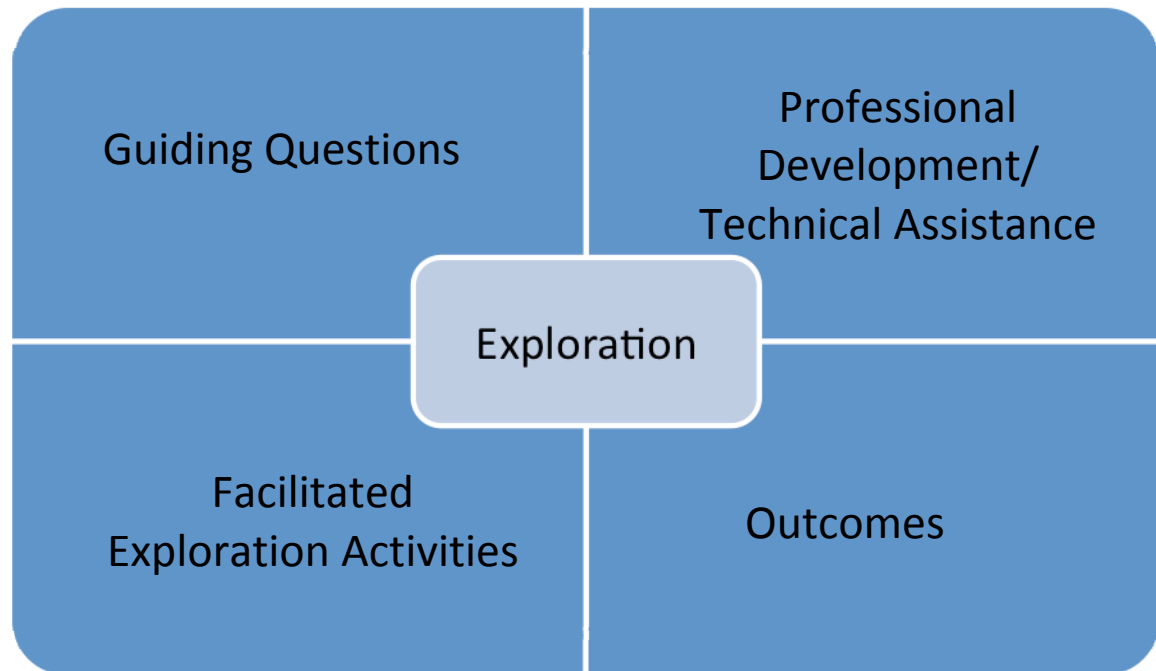 Guiding Questions
Professional
Development/
Technical Assistance
Exploration
Facilitated
Exploration Activities
Outcomes